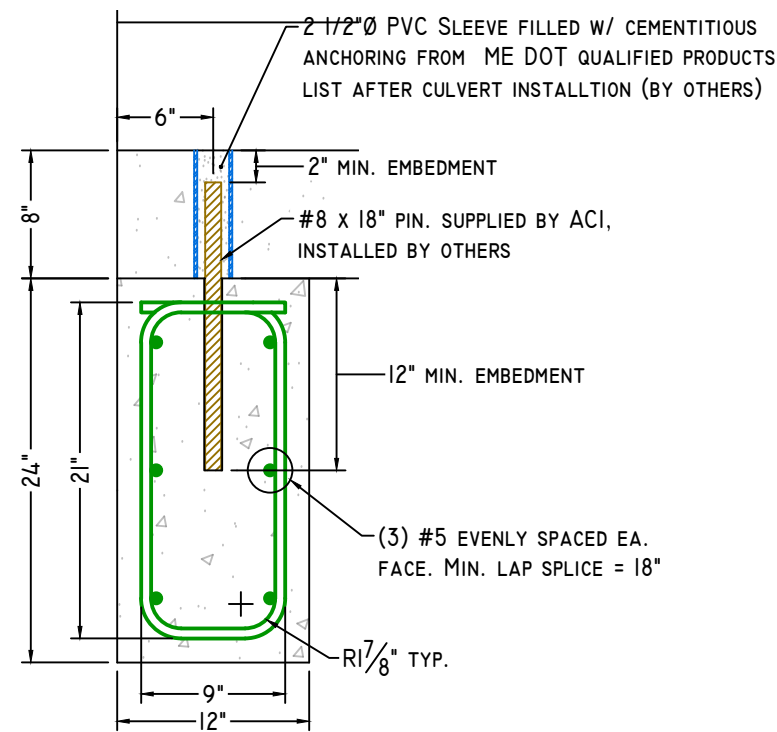 2 1/2"Ø PVC SLEEVE FILLED W/ CEMENTITIOUS
ANCHORING FROM ME DOT QUALIFIED PRODUCTS
LIST AFTER CULVERT INSTALLTION (BY OTHERS)
6"
2" MIN. EMBEDMENT
8"
#8 X 18" PIN. SUPPLIED BY ACI,
INSTALLED BY OTHERS
12" MIN. EMBEDMENT
24"
21"
(3) #5 EVENLY SPACED EA.
FACE. MIN. LAP SPLICE = 18"
R1 7/8" TYP.
9"
12"